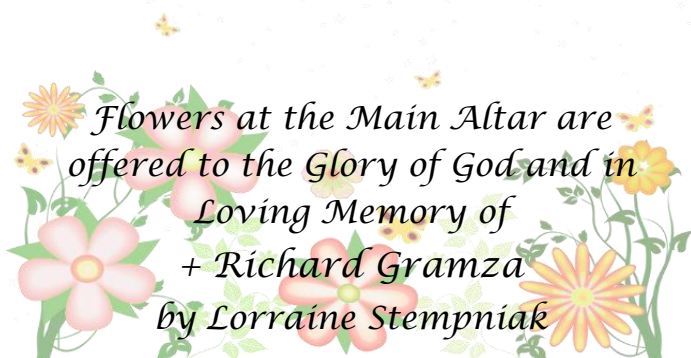 Flowers at the Main Altar are
offered to the Glory of God and in
Loving Memory of
+ Richard Gramza
by Lorraine Stempniak